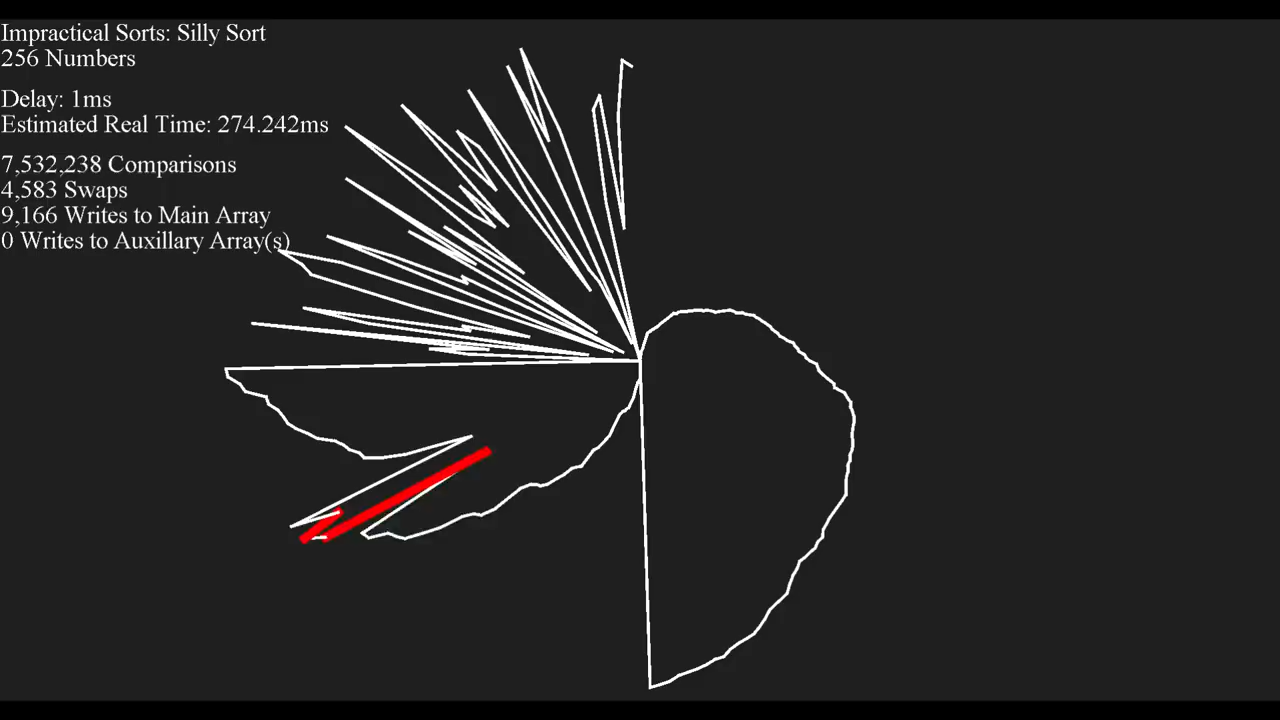 Impractical Sorts: Silly Sort
256 Numbers
Delay: 1ms
Estimated Real Time: 274.242ms
7,532,238 Comparisons
4,583 Swaps
9,166 Writes to Main Array
0 Writes to Auxillary Array(s)